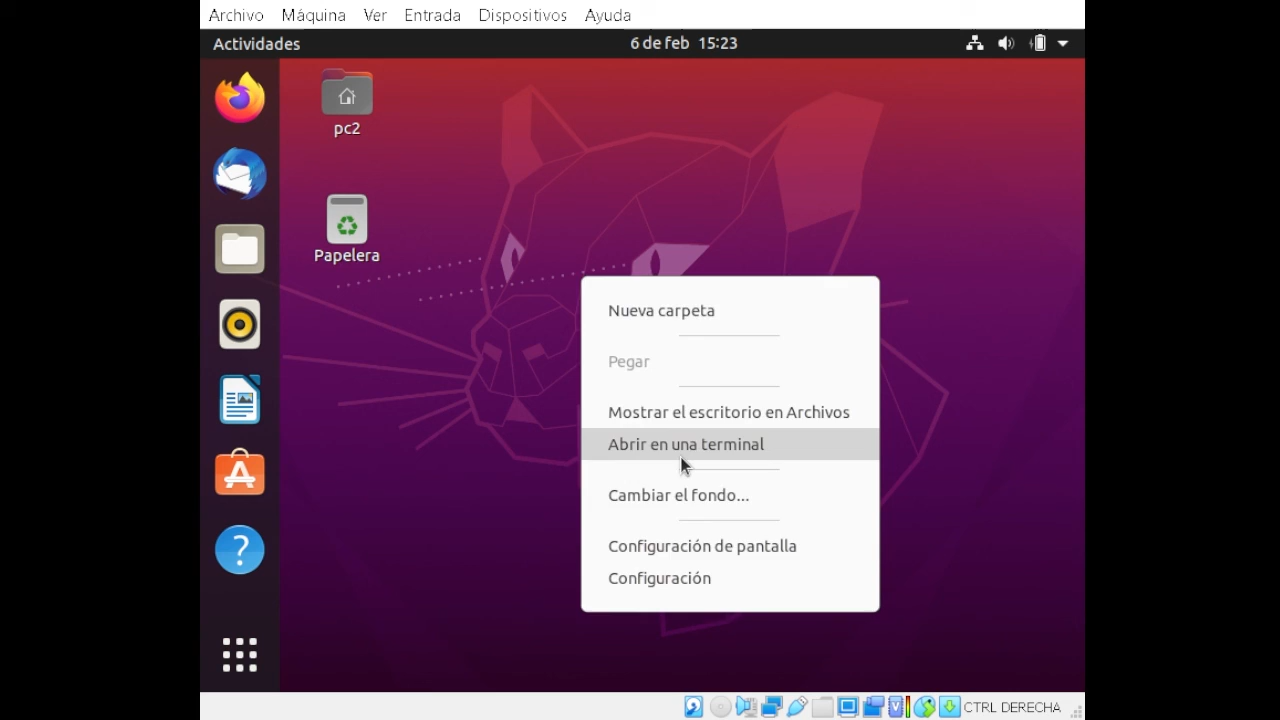 Archivo Máquina Ver Entrada Dispositivos Ayuda
Actividades 6 de feb 15:23
pc2
Papelera
Nueva carpeta
Pegar
Mostrar el escritorio en Archivos
Abrir en una terminal
Cambiar el fondo...
Configuración de pantalla
Configuración
CTRL DERECHA